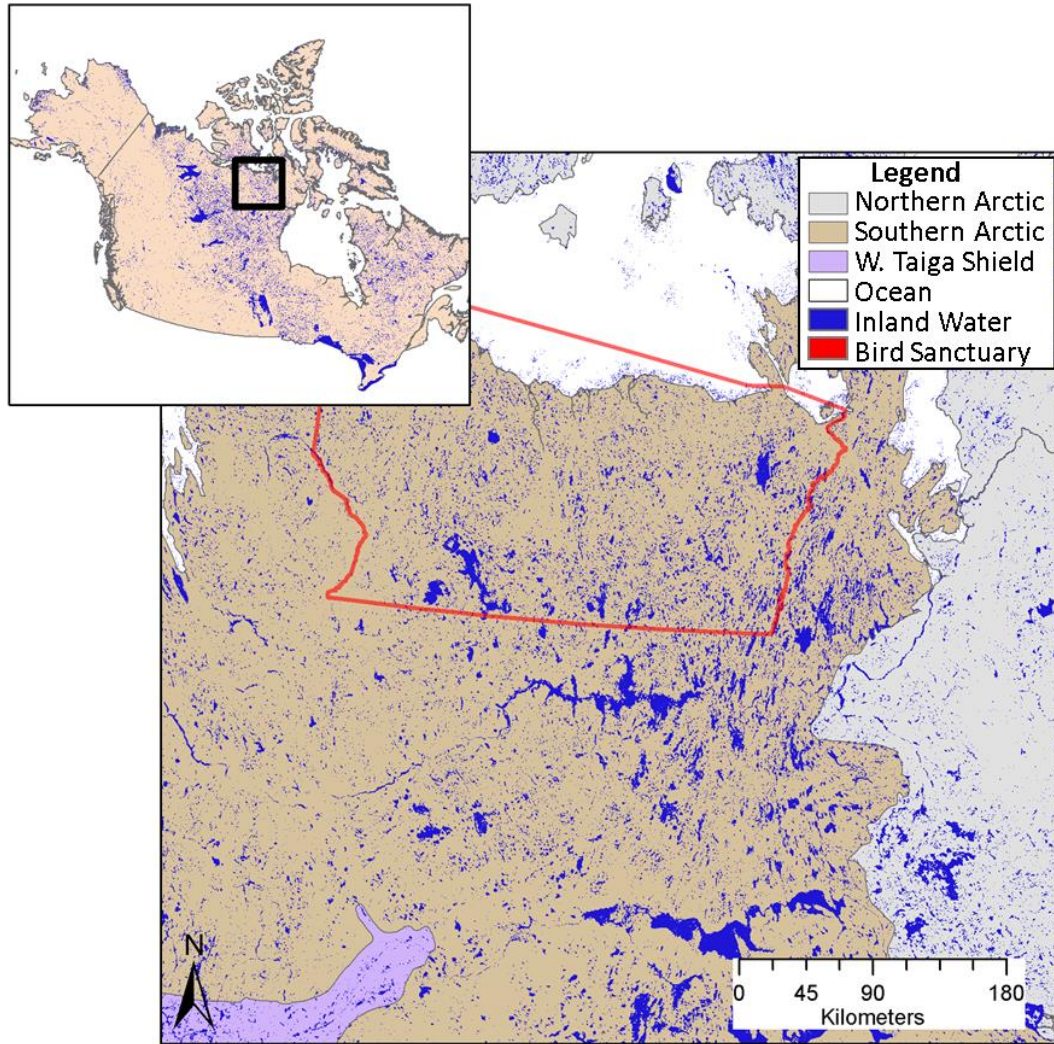 Legend
Northern Arctic
Southern Arctic
W. Taiga Shield
Ocean
Inland Water
Bird Sanctuary
N
0 45 90 180
Kilometers